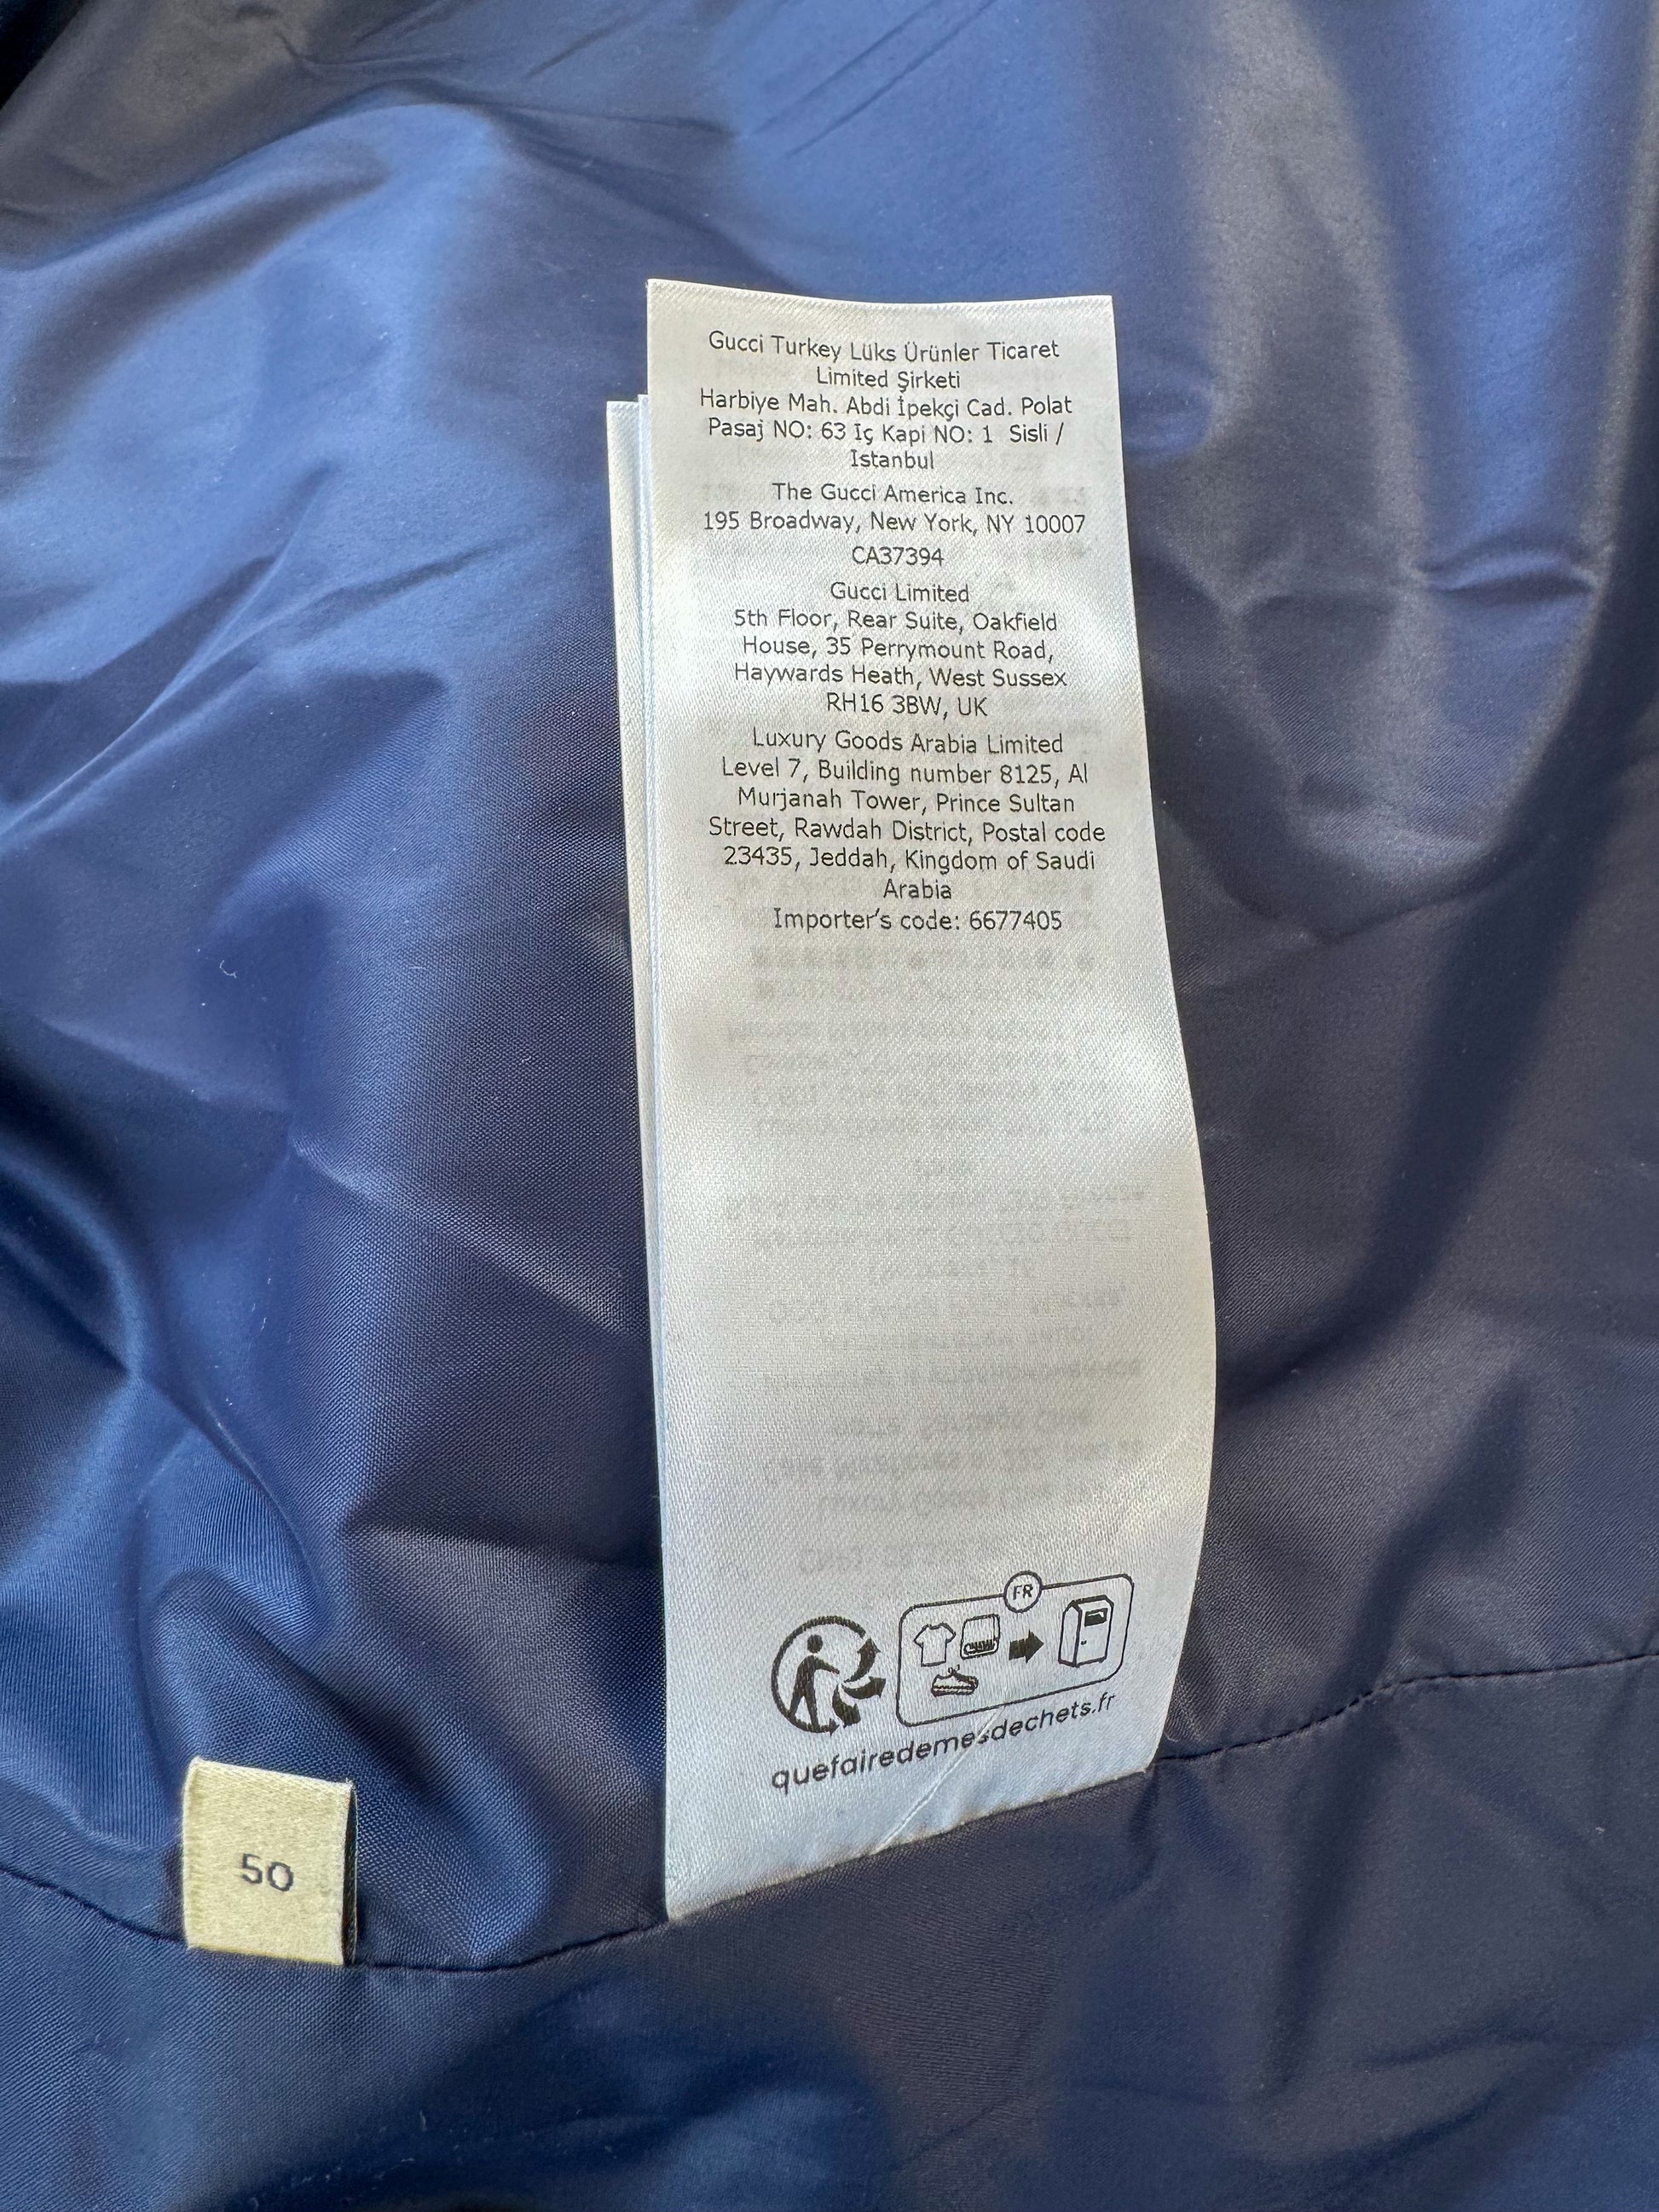 Gucci Turkey Lüks Ürünler Ticaret
Limited Şirketi
Harbiye Mah. Abdi İpekçi Cad. Polat
Pasaj NO: 63 Iç Kapi NO: 1 Sisli /
Istanbul
The Gucci America Inc.
195 Broadway, New York, NY 10007
CA37394
Gucci Limited
5th Floor, Rear Suite, Oakfield
House, 35 Perrymount Road,
Haywards Heath, West Sussex
RH16 3BW, UK
Luxury Goods Arabia Limited
Level 7, Building number 8125, Al
Murjanah Tower, Prince Sultan
Street, Rawdah District, Postal code
23435, Jeddah, Kingdom of Saudi
Arabia
Importer's code: 6677405
FR
quefairedemesdechets.fr
50